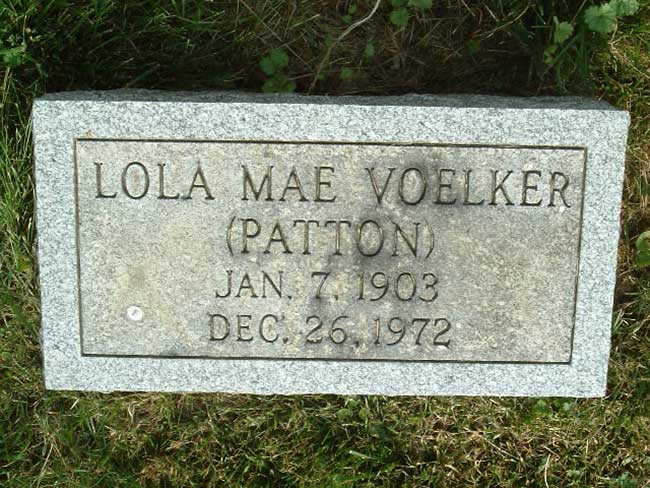 LOLA MAE VOELKER
(PATTON)
JAN. 7, 1903
DEC. 26, 1972